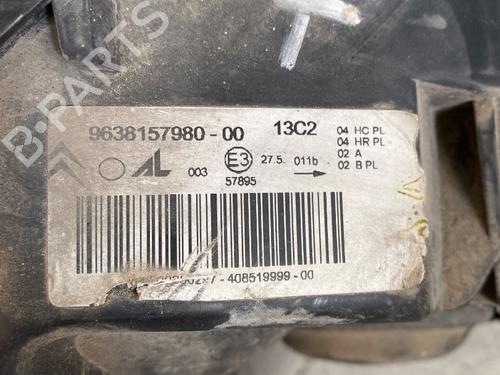 9638157980-00 13C2
04 HC PL
04 HR PL
02 A
02 B PL
AL 003 E3 27.5. 011b
57895
- 408519999 - 00
B-PARTS